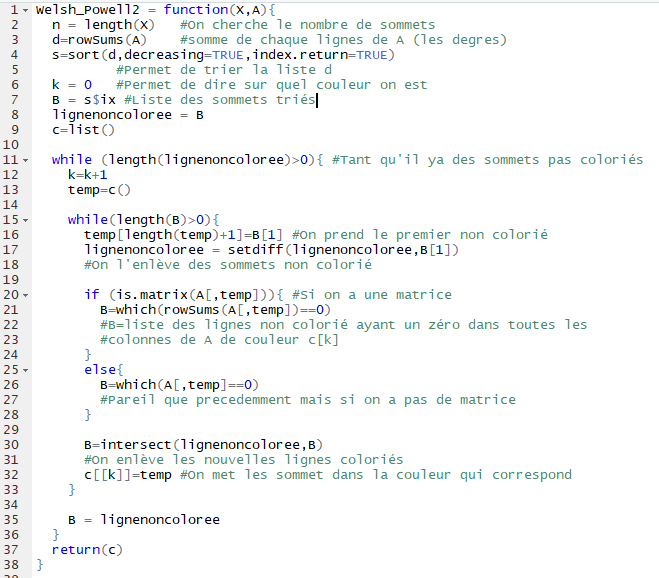 1 Welsh_Powell2 = function(X,A){
2 n = length(X) #On cherche le nombre de sommets
3 d=rowSums(A) #somme de chaque lignes de A (les degres)
4 s=sort(d,decreasing=TRUE,index.return=TRUE)
5 #Permet de trier la liste d
6 k = 0 #Permet de dire sur quel couleur on est
7 B = s$ix #Liste des sommets triés
8 lignenoncoloree = B
9 c=list()
10
11 while (length(lignenoncoloree)>0){ #Tant qu'il ya des sommets pas coloriés
12 k=k+1
13 temp=c()
14
15 while(length(B)>0){
16 temp[length(temp)+1]=B[1] #On prend le premier non colorié
17 lignenoncoloree = setdiff(lignenoncoloree,B[1])
18 #On l'enlève des sommets non colorié
19
20 if (is.matrix(A[,temp])){ #Si on a une matrice
21 B=which(rowSums(A[,temp])==0)
22 #B=liste des lignes non colorié ayant un zéro dans toutes les
23 #colonnes de A de couleur c[k]
24 }
25 else{
26 B=which(A[,temp]==0)
27 #Pareil que precedemment mais si on a pas de matrice
28 }
29
30 B=intersect(lignenoncoloree,B)
31 #On enlève les nouvelles lignes coloriés
32 c[[k]]=temp #On met les sommet dans la couleur qui correspond
33 }
34
35 B = lignenoncoloree
36 }
37 return(c)
38 }